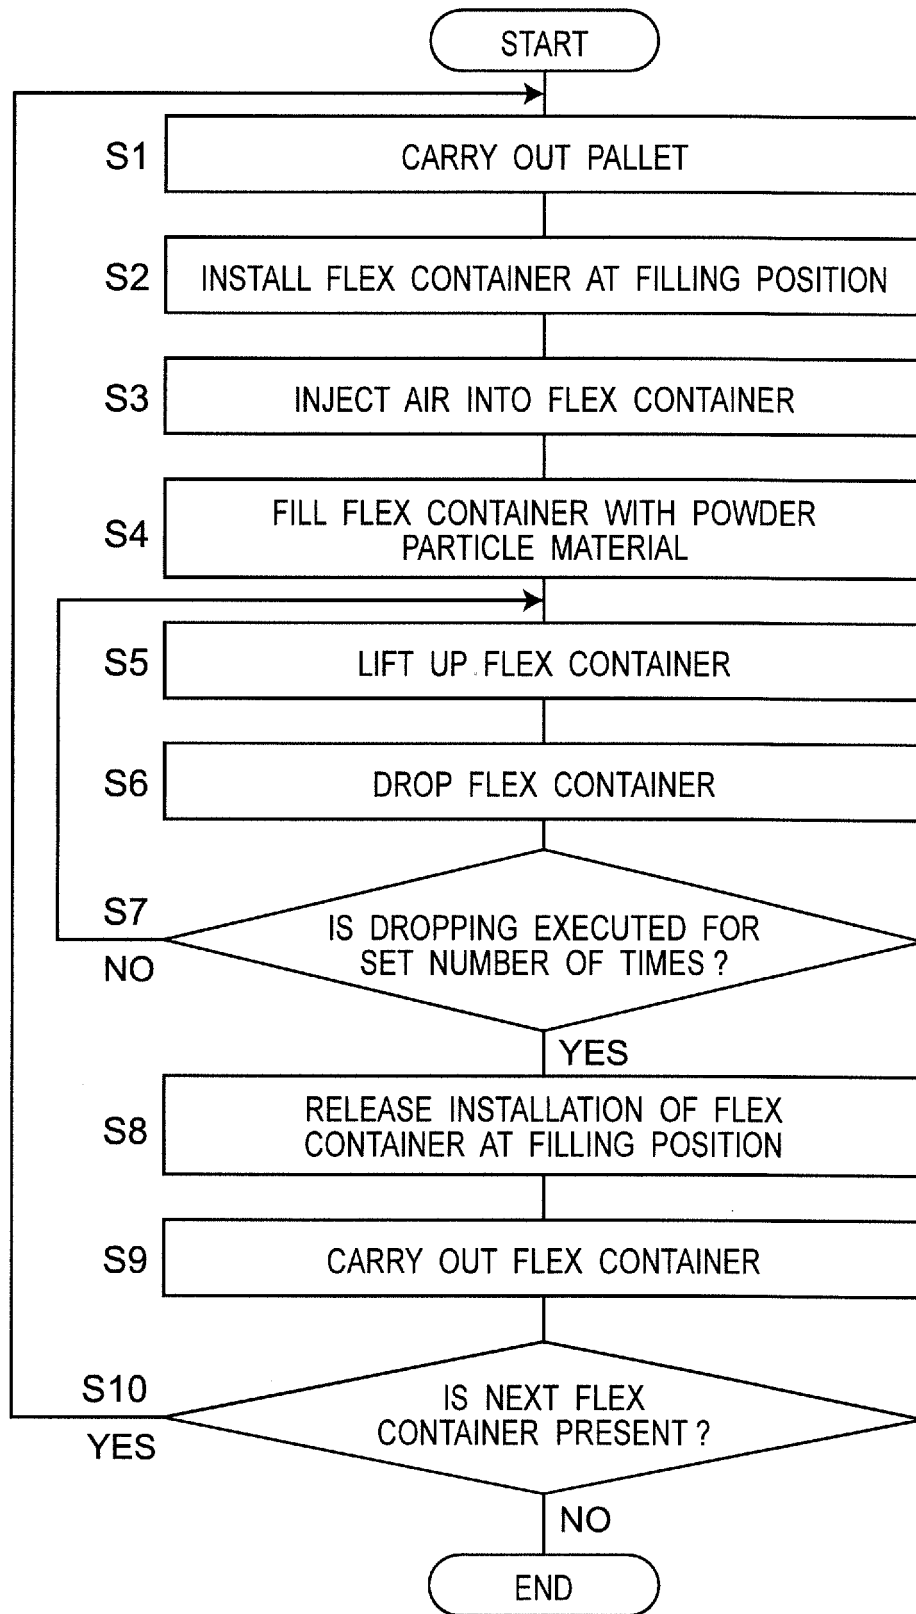 START
S1
CARRY OUT PALLET
S2
INSTALL FLEX CONTAINER AT FILLING POSITION
S3
INJECT AIR INTO FLEX CONTAINER
S4
FILL FLEX CONTAINER WITH POWDER
PARTICLE MATERIAL
S5
LIFT UP FLEX CONTAINER
S6
DROP FLEX CONTAINER
S7
IS DROPPING EXECUTED FOR
SET NUMBER OF TIMES ?
NO
YES
S8
RELEASE INSTALLATION OF FLEX
CONTAINER AT FILLING POSITION
S9
CARRY OUT FLEX CONTAINER
S10
IS NEXT FLEX
CONTAINER PRESENT ?
YES
NO
END